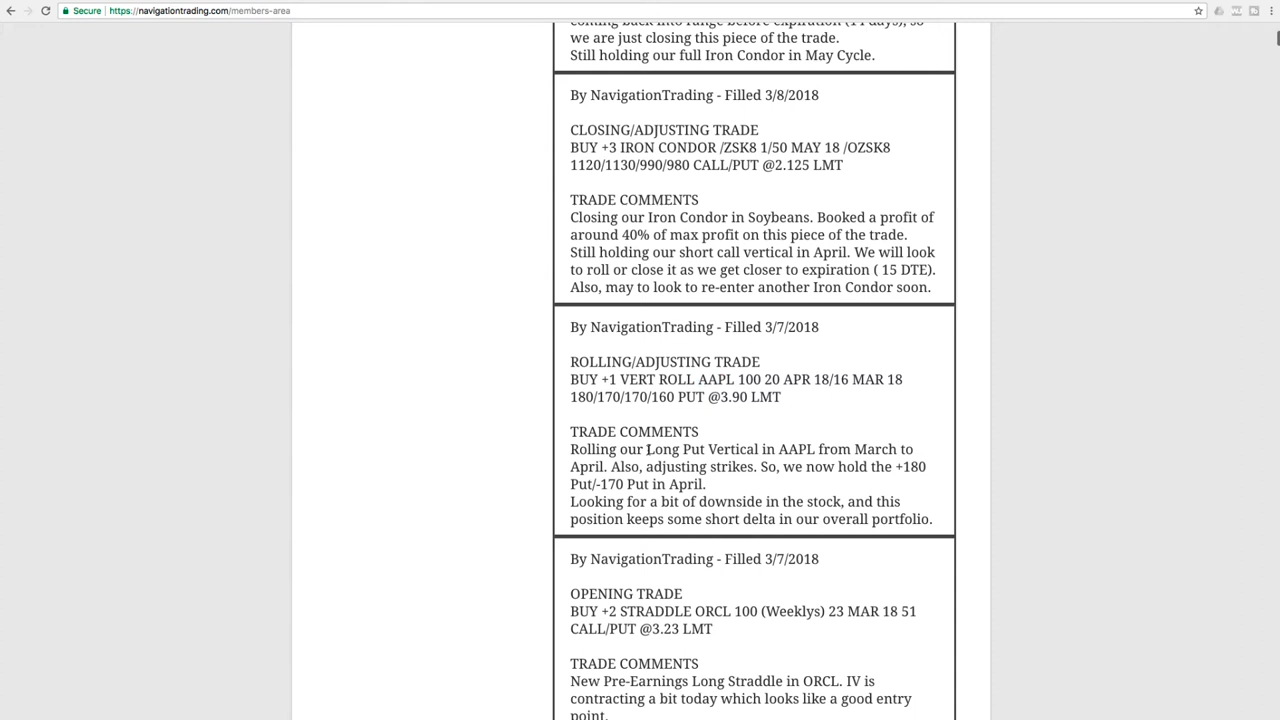 Secure
https://navigationtrading.com/members-area
coming back into range before expiration (14 days), so
we are just closing this piece of the trade.
Still holding our full Iron Condor in May Cycle.
By NavigationTrading - Filled 3/8/2018
CLOSING/ADJUSTING TRADE
BUY +3 IRON CONDOR /ZSK8 1/50 MAY 18 /OZSK8
1120/1130/990/980 CALL/PUT @2.125 LMT
TRADE COMMENTS
Closing our Iron Condor in Soybeans. Booked a profit of
around 40% of max profit on this piece of the trade.
Still holding our short call vertical in April. We will look
to roll or close it as we get closer to expiration ( 15 DTE).
Also, may to look to re-enter another Iron Condor soon.
By NavigationTrading - Filled 3/7/2018
ROLLING/ADJUSTING TRADE
BUY +1 VERT ROLL AAPL 100 20 APR 18/16 MAR 18
180/170/170/160 PUT @3.90 LMT
TRADE COMMENTS
Rolling our Long Put Vertical in AAPL from March to
April. Also, adjusting strikes. So, we now hold the +180
Put/-170 Put in April.
Looking for a bit of downside in the stock, and this
position keeps some short delta in our overall portfolio.
By NavigationTrading - Filled 3/7/2018
OPENING TRADE
BUY +2 STRADDLE ORCL 100 (Weeklys) 23 MAR 18 51
CALL/PUT @3.23 LMT
TRADE COMMENTS
New Pre-Earnings Long Straddle in ORCL. IV is
contracting a bit today which looks like a good entry
point.